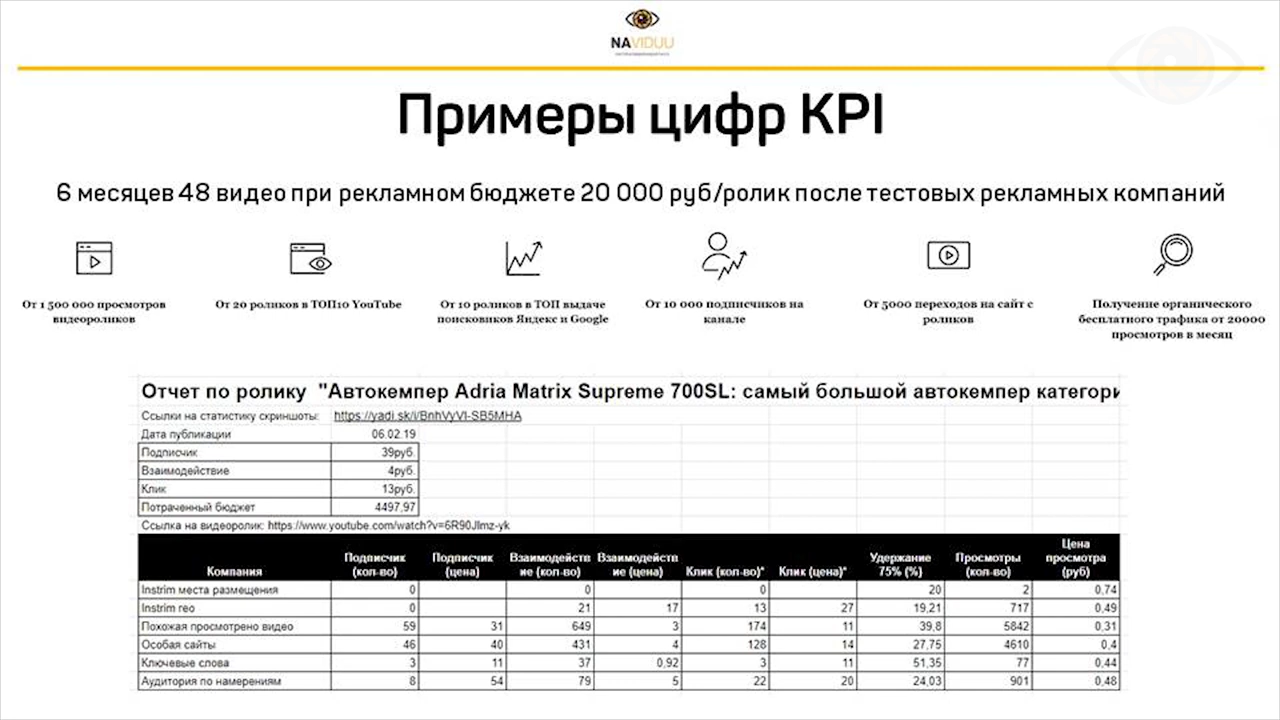 NAVIDUU
Примеры цифр KPI
6 месяцев 48 видео при рекламном бюджете 20 000 руб/ролик после тестовых рекламных компаний
От 1 500 000 просмотров
видеороликов
От 20 роликов в ТОП10 YouTube
От 10 роликов в ТОП выдаче
поисковиков Яндекс и Google
От 10 000 подписчиков на
канале
От 5000 переходов на сайт с
роликов
Получение органического
бесплатного трафика от 20000
просмотров в месяц
Отчет по ролику "Автокемпер Adria Matrix Supreme 700SL: самый большой автокемпер категори
Ссылки на статистику скриншоты: https://yadi.sk/i/BnhVyVI-SB5MHA
Дата публикации 06.02.19
Подписчик 39руб.
Взаимодействие 4руб.
Клик 13руб.
Потраченный бюджет 4497,97
Ссылка на видеоролик: https://www.youtube.com/watch?v=6R90JImz-yk
Компания Подписчик (кол-во) Подписчик (цена) Взаимодействие (кол-во) Взаимодействие (цена) Клик (кол-во)* Клик (цена)* Удержание 75% (%) Просмотры (кол-во) Цена просмотра (руб)
Instrim места размещения 0 0 0 20 2 0,74
Instrim гео 0 21 17 13 27 19,21 717 0,49
Похожая просмотрено видео 59 31 649 3 174 11 39,8 5842 0,31
Особая сайты 46 40 431 4 128 14 27,75 4610 0,4
Ключевые слова 3 11 37 0,92 3 11 51,35 77 0,44
Аудитория по намерениям 8 54 79 5 22 20 24,03 901 0,48